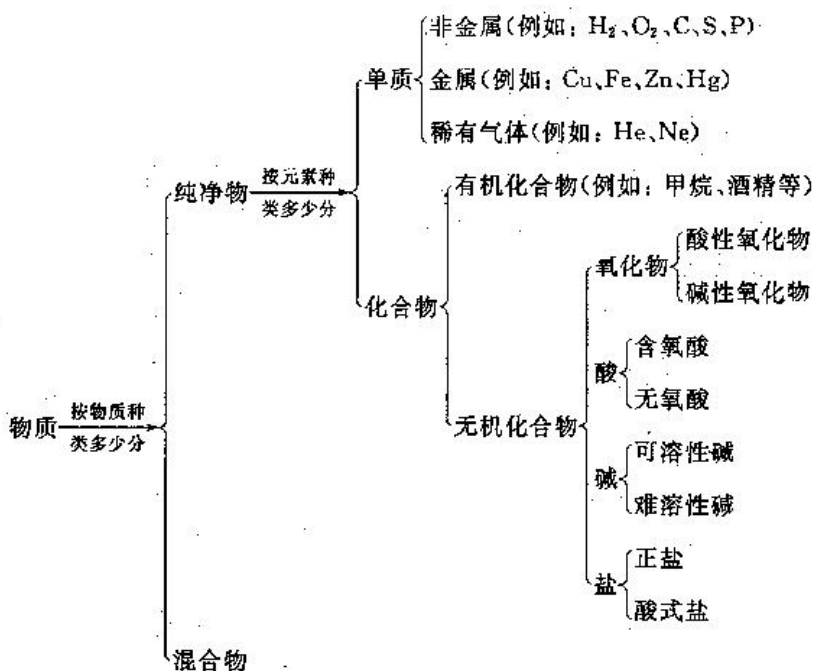 非金属(例如：H₂、O₂、C、S、P)
单质
金属(例如：Cu、Fe、Zn、Hg)
稀有气体(例如：He、Ne)
纯净物
按元素种
类多少分
有机化合物(例如：甲烷、酒精等)
化合物
氧化物
酸性氧化物
碱性氧化物
酸
含氧酸
无氧酸
物质
按物质种
类多少分
无机化合物
碱
可溶性碱
难溶性碱
盐
正盐
酸式盐
混合物